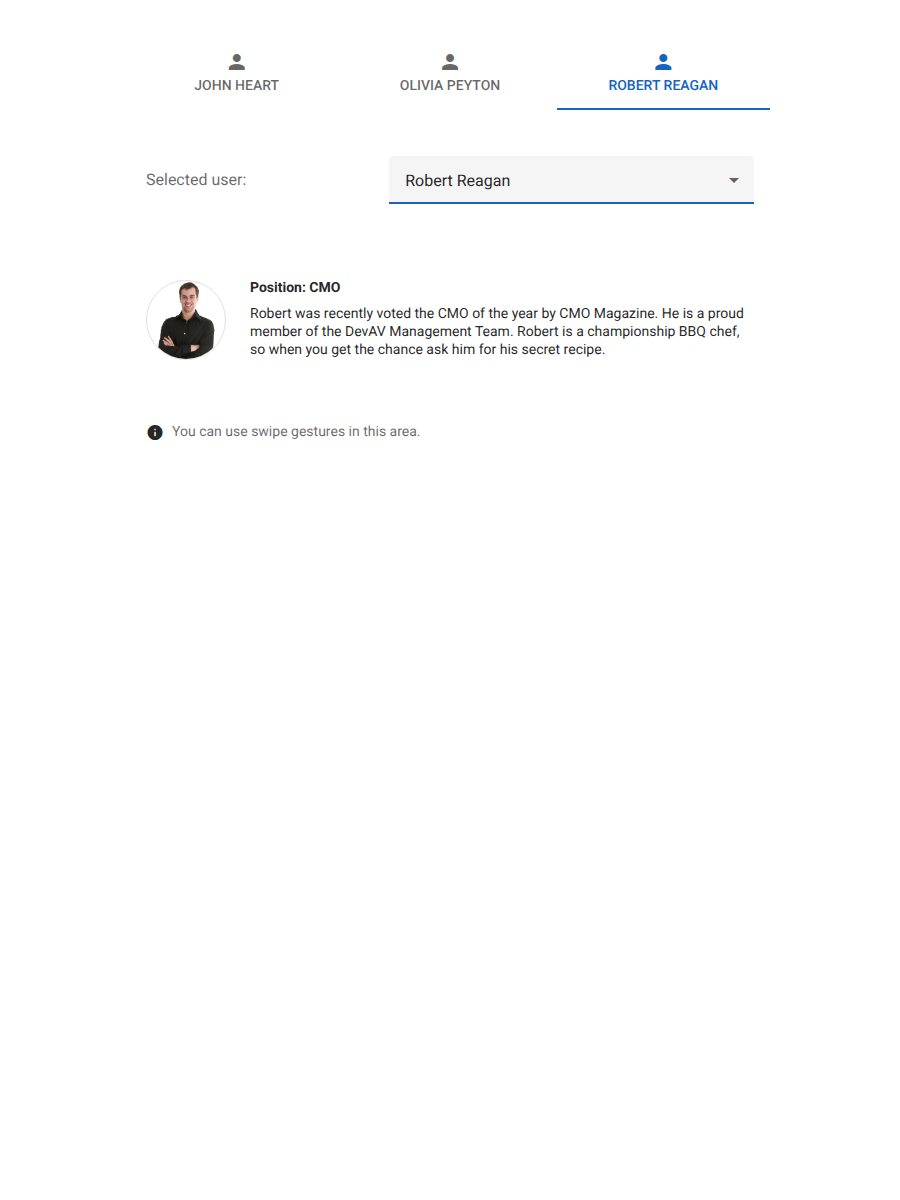 JOHN HEART
OLIVIA PEYTON
ROBERT REAGAN
Selected user:
Robert Reagan
Position: CMO
Robert was recently voted the CMO of the year by CMO Magazine. He is a proud
member of the DevAV Management Team. Robert is a championship BBQ chef,
so when you get the chance ask him for his secret recipe.
You can use swipe gestures in this area.